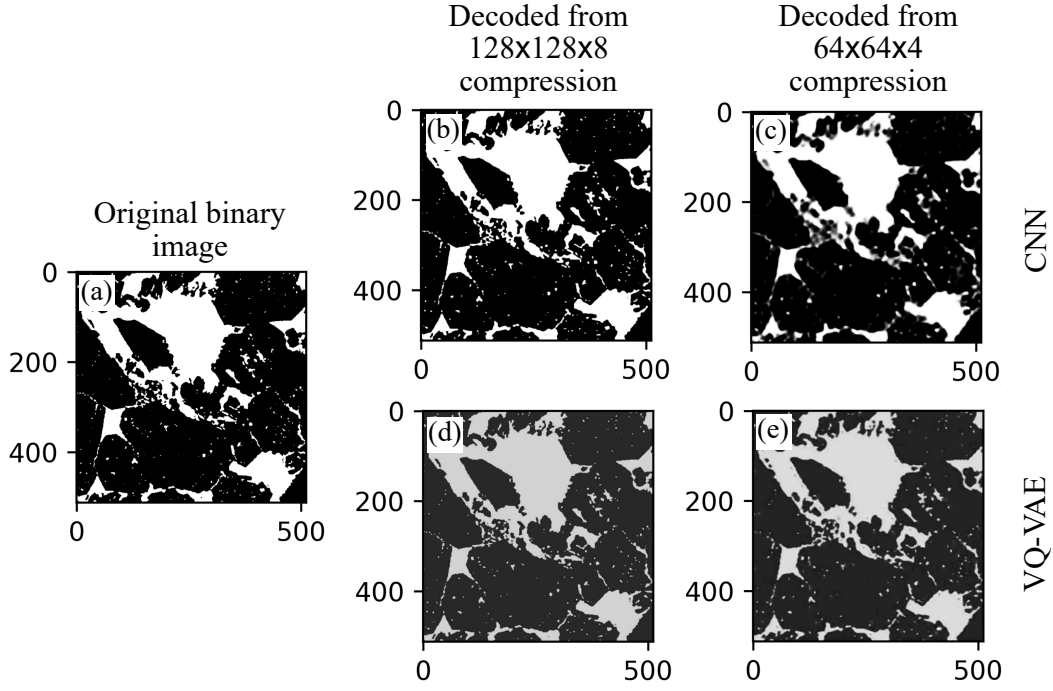 Decoded from
128x128x8
compression
Decoded from
64x64x4
compression
Original binary
image
(a)
0
200
400
0
500
(b)
0
200
400
0
500
(c)
0
200
400
0
500
CNN
(d)
0
200
400
0
500
(e)
0
200
400
0
500
VQ-VAE